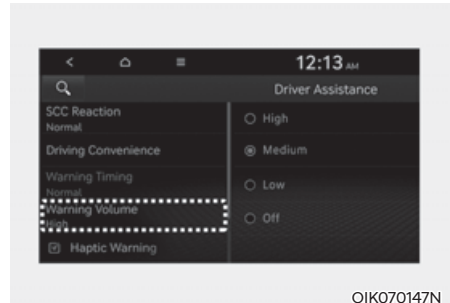 12:13 AM
Driver Assistance
SCC Reaction
Normal
High
Driving Convenience
Medium
Warning Timing
Normal
Low
Warning Volume
High
Off
Haptic Warning
OIK070147N